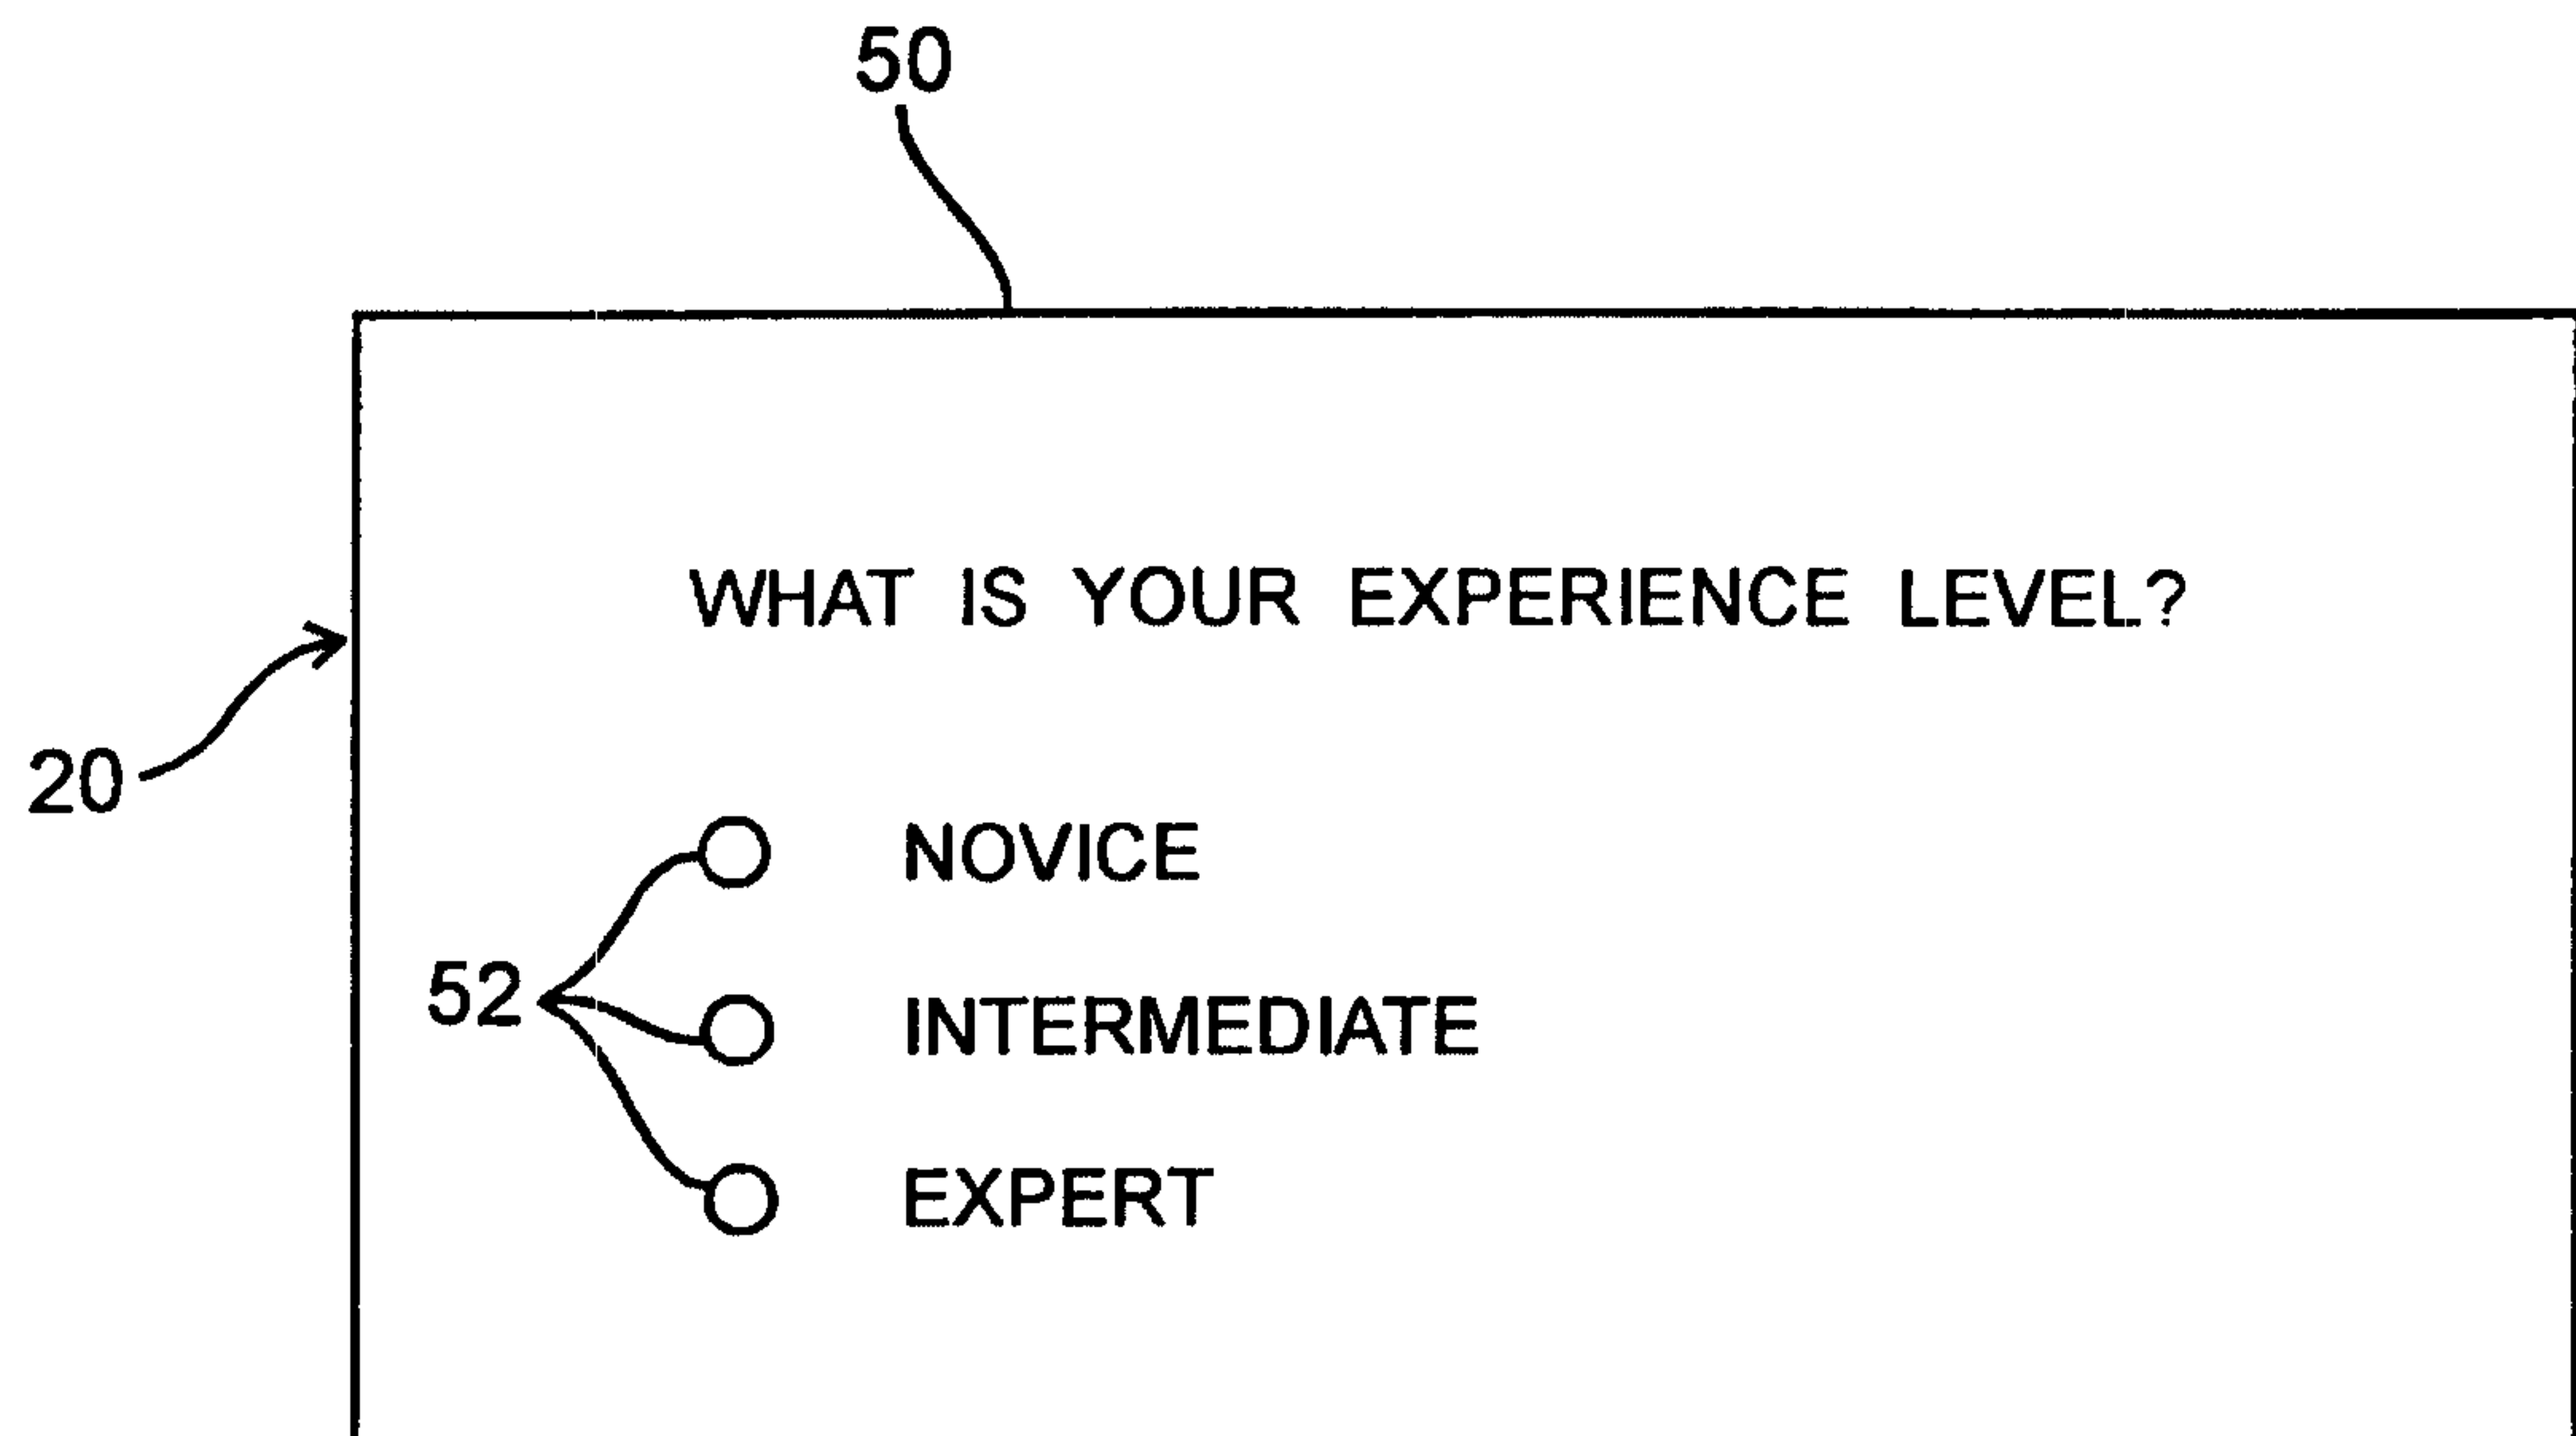 50
WHAT IS YOUR EXPERIENCE LEVEL?
20
NOVICE
52
INTERMEDIATE
EXPERT